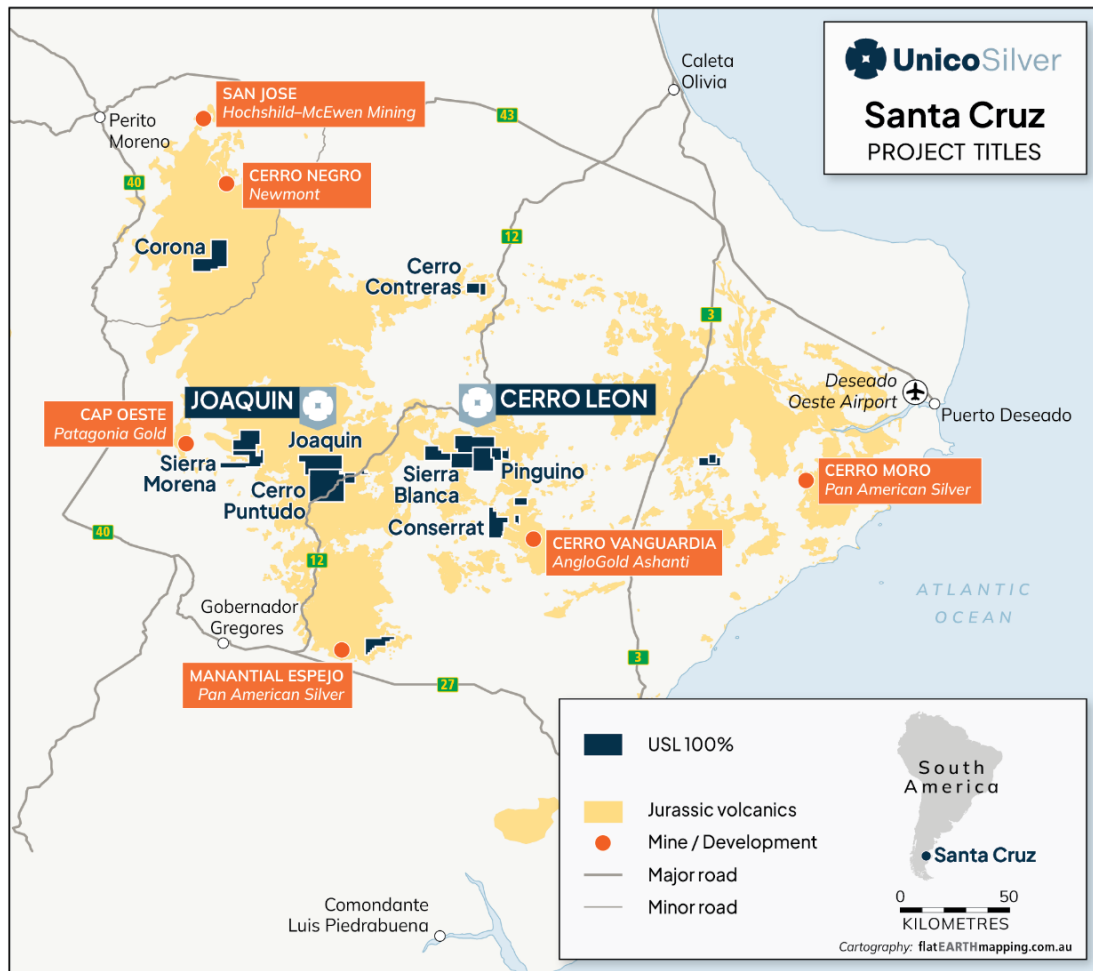 UnicoSilver
Santa Cruz
PROJECT TITLES
Caleta
Olivia
SAN JOSE
Hochshild–McEwen Mining
Perito
Moreno
43
CERRO NEGRO
Newmont
40
Corona
12
Cerro
Contreras
3
JOAQUIN
CERRO LEON
Deseado
Oeste Airport
Puerto Deseado
CAP OESTE
Patagonia Gold
Joaquin
Sierra
Morena
Cerro
Puntudo
Sierra
Blanca
Pinguino
CERRO MORO
Pan American Silver
Conserrat
40
CERRO VANGUARDIA
AngloGold Ashanti
12
ATLANTIC
OCEAN
Gobernador
Gregores
3
MANANTIAL ESPEJO
Pan American Silver
27
USL 100%
Jurassic volcanics
Mine / Development
Major road
Minor road
South
America
Santa Cruz
0 50
KILOMETRES
Cartography: flatEARTHmapping.com.au
Comondante
Luis Piedrabuena